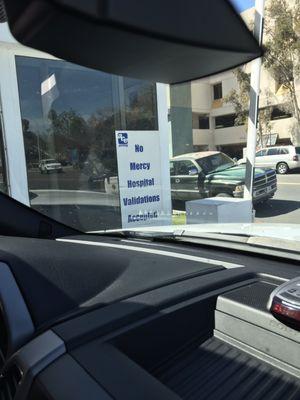 No
Mercy
Hospital
Validations
Accepted